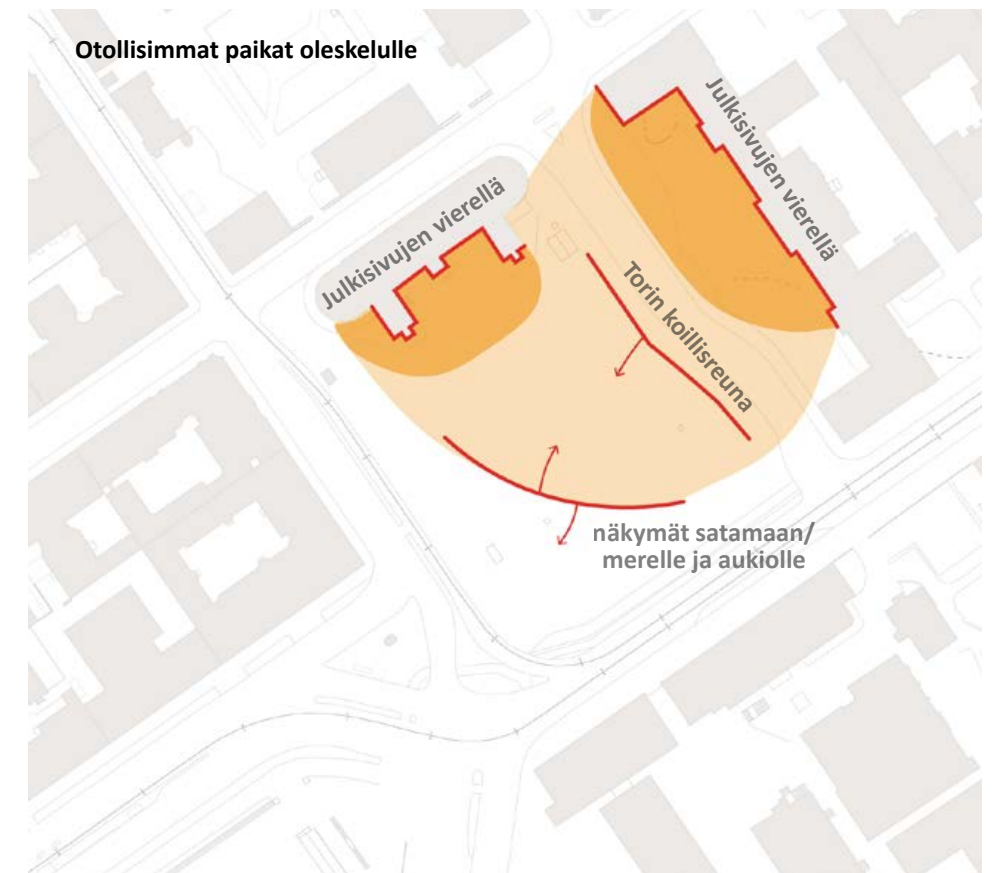 Otollisimmat paikat oleskelulle
Julkisivujen vierellä
Julkisivujen vierellä
Torin koillisreuna
näkymät satamaan/
merelle ja aukiolle